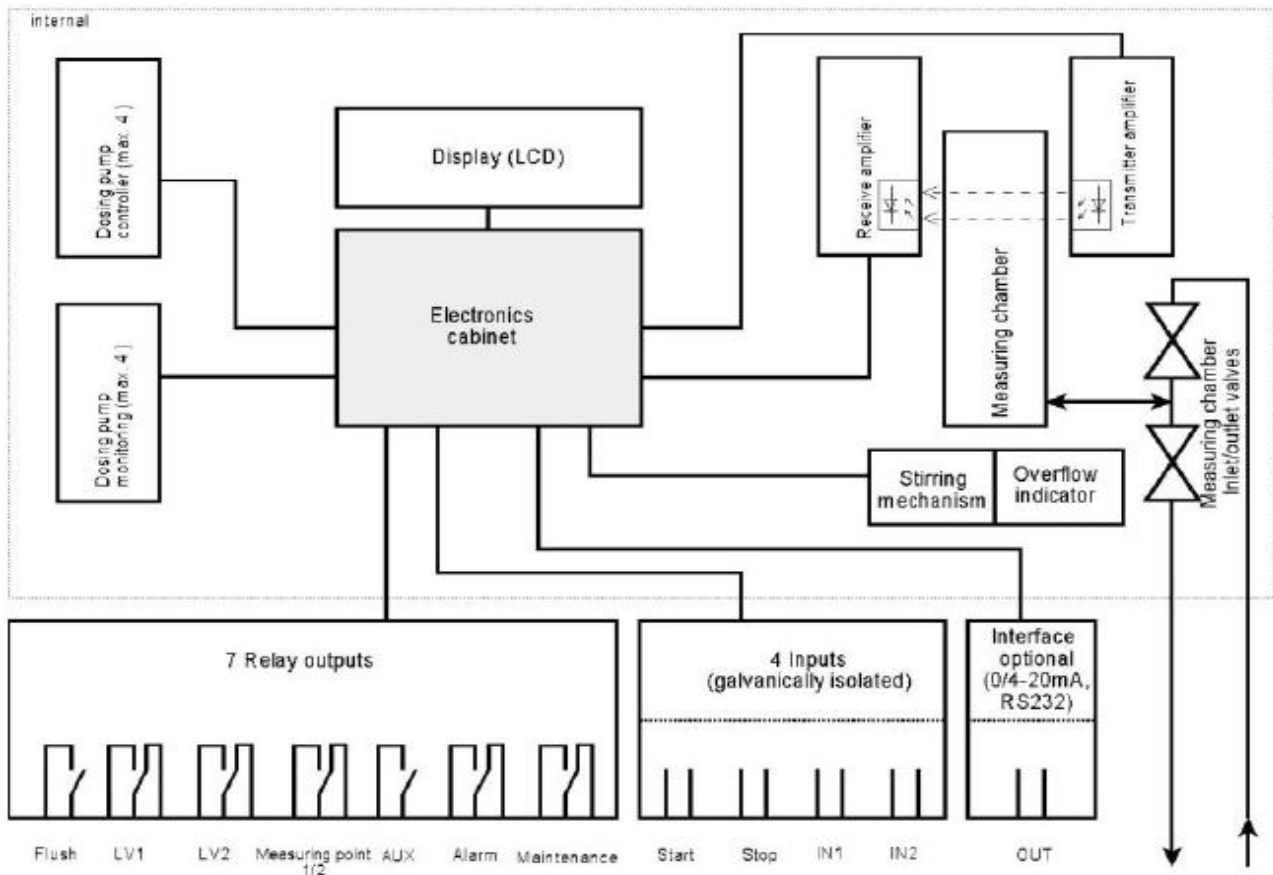 internal
Dosing pump
controller (max. 4)
Display (LCD)
Receive amplifier
Transmitter amplifier
Electronics
cabinet
Measuring chamber
Dosing pump
monitoring (max. 4)
Measuring chamber
Inlet/outlet valves
Stirring
mechanism
Overflow
indicator
7 Relay outputs
4 Inputs
(galvanically isolated)
Interface
optional
(0/4-20mA,
RS232)
Flush
LV1
LV2
Measuring point
1/2
AUX
Alarm
Maintenance
Start
Stop
IN1
IN2
OUT